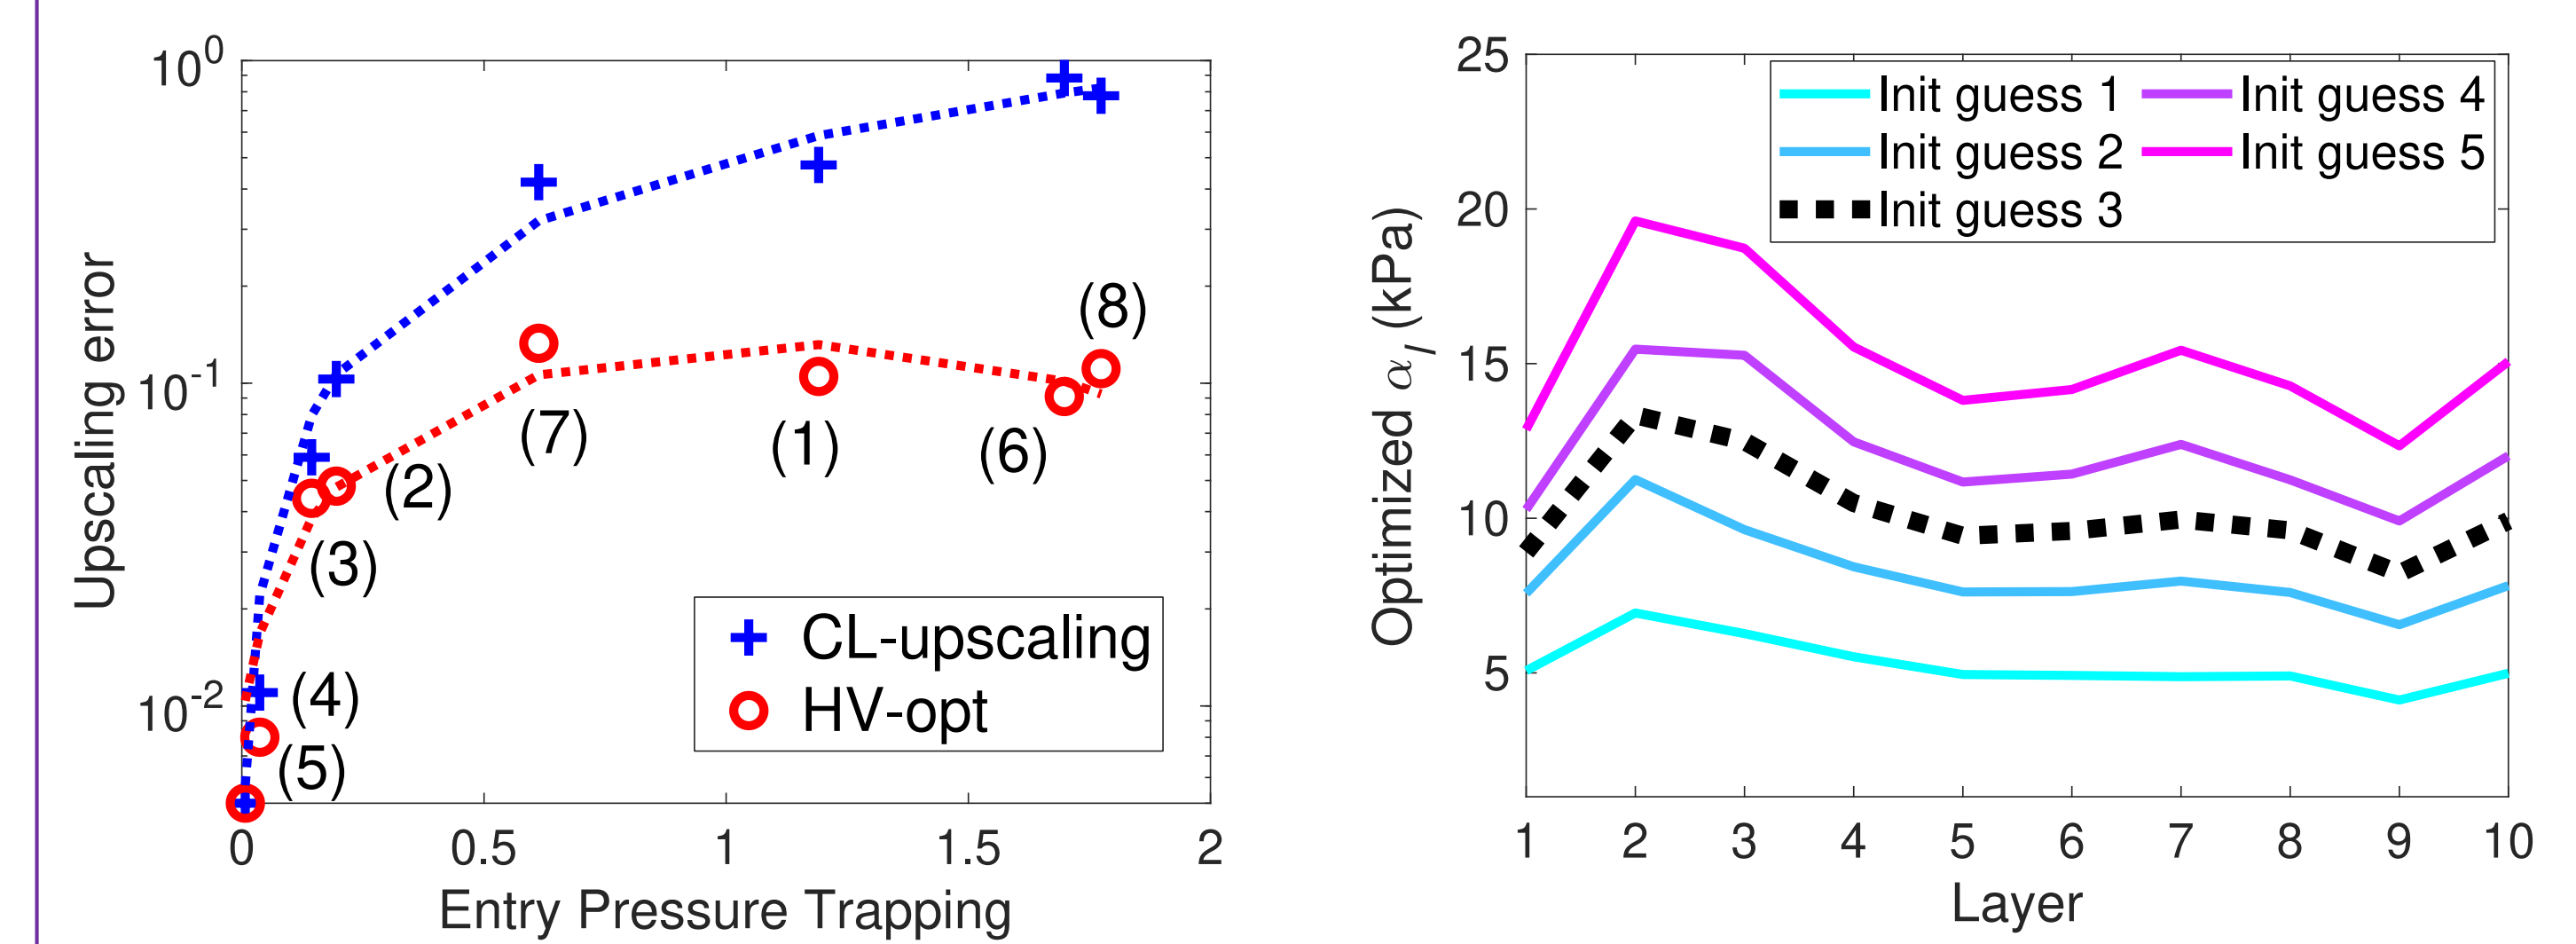 10^0
10^-1
10^-2
Upscaling error
(8)
(7)
(1)
(6)
(2)
(3)
(4)
(5)
CL-upscaling
HV-opt
0 0.5 1 1.5 2
Entry Pressure Trapping
25
20
15
10
5
Optimized α_l (kPa)
Init guess 1 Init guess 4
Init guess 2 Init guess 5
Init guess 3
1 2 3 4 5 6 7 8 9 10
Layer